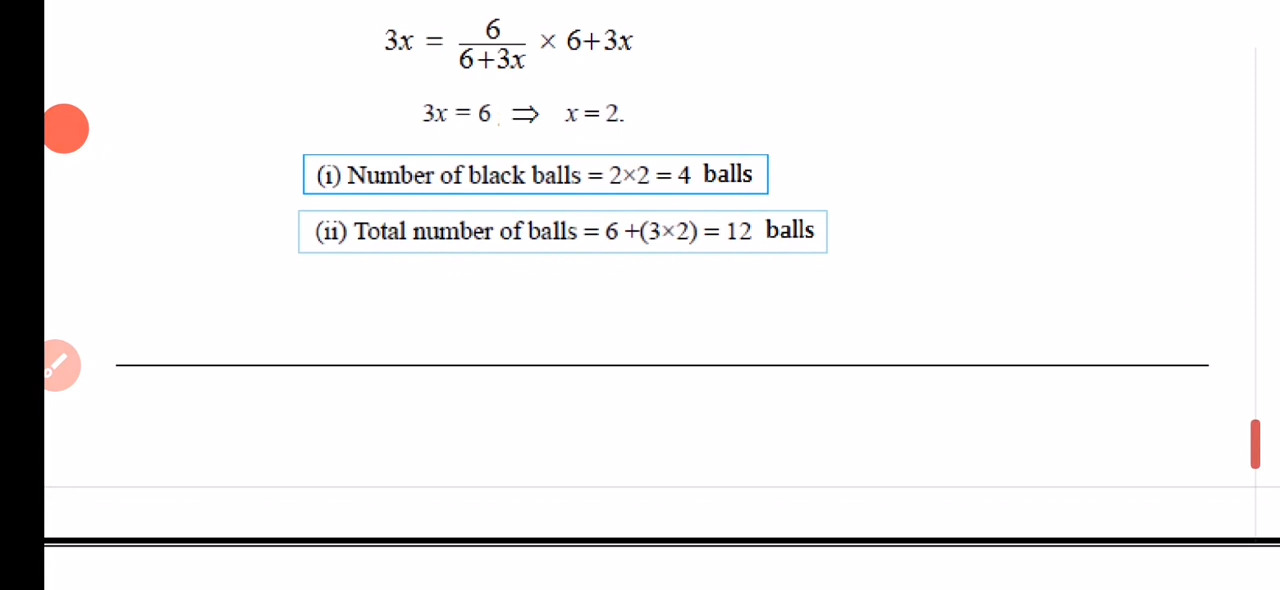 3x = 6/6+3x × 6+3x
3x = 6 ⇒ x = 2.
(i) Number of black balls = 2×2 = 4 balls
(ii) Total number of balls = 6 +(3×2) = 12 balls